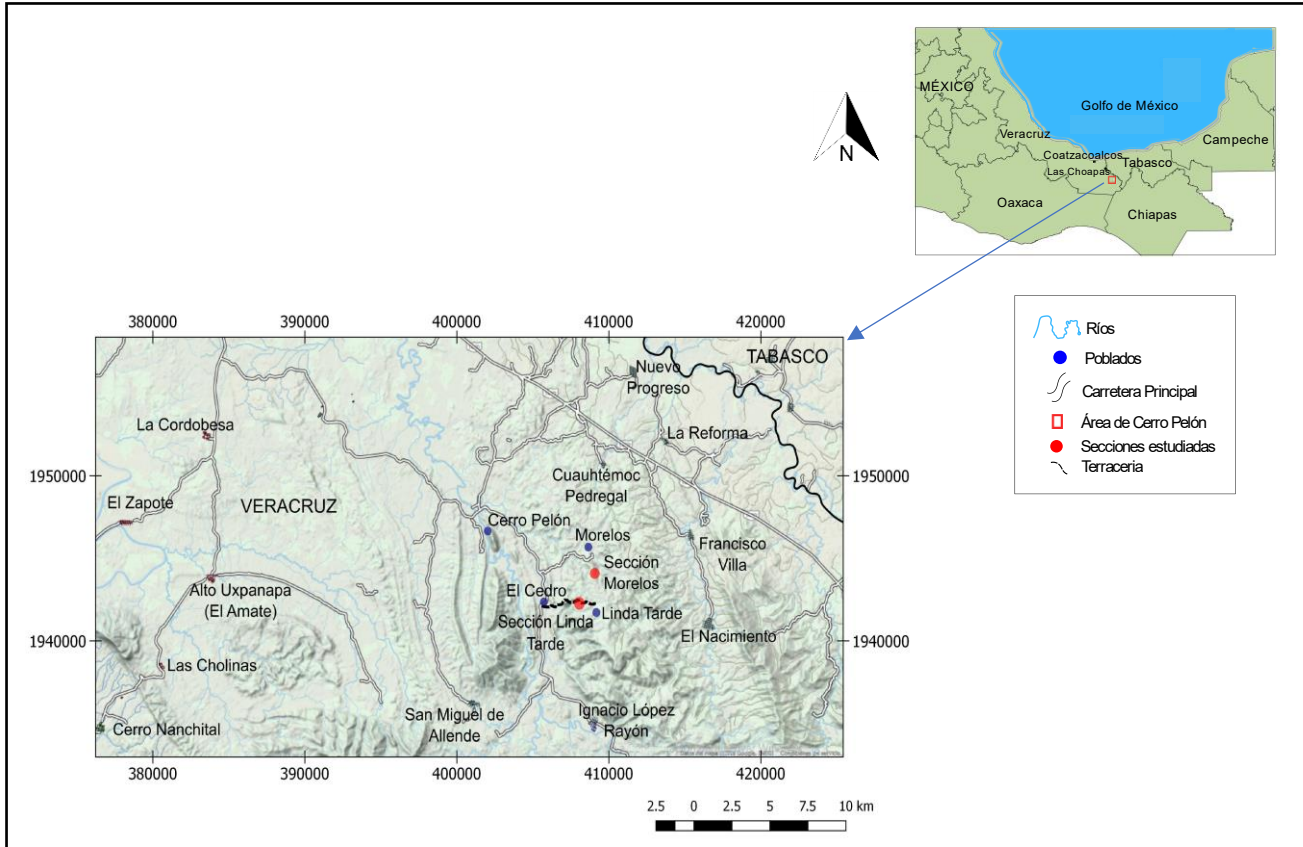 MÉXICO
Golfo de México
Veracruz
Campeche
Coatzacoalcos
Tabasco
Las Choapas
Oaxaca
Chiapas
N
Ríos
Poblados
Carretera Principal
Área de Cerro Pelón
Secciones estudiadas
Terraceria
380000
390000
400000
410000
420000
TABASCO
Nuevo
Progreso
La Cordobesa
La Reforma
1950000
1950000
Cuauhtémoc
Pedregal
El Zapote
VERACRUZ
Cerro Pelón
Morelos
Francisco
Villa
Sección
Morelos
Alto Uxpanapa
(El Amate)
El Cedro
Linda Tarde
Sección Linda
Tarde
El Nacimiento
1940000
1940000
Las Cholinas
San Miguel de
Allende
Ignacio López
Rayón
Cerro Nanchital
380000
390000
400000
410000
420000
2.5 0 2.5 5 7.5 10 km